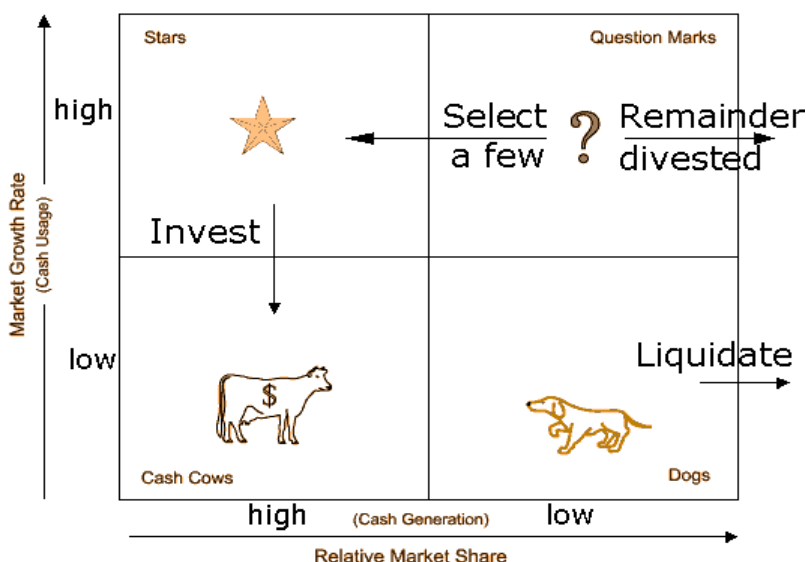 Stars
Question Marks
high
Select
a few
?
Remainder
divested
Market Growth Rate
(Cash Usage)
Invest
low
$
Liquidate
Cash Cows
Dogs
high
(Cash Generation)
low
Relative Market Share